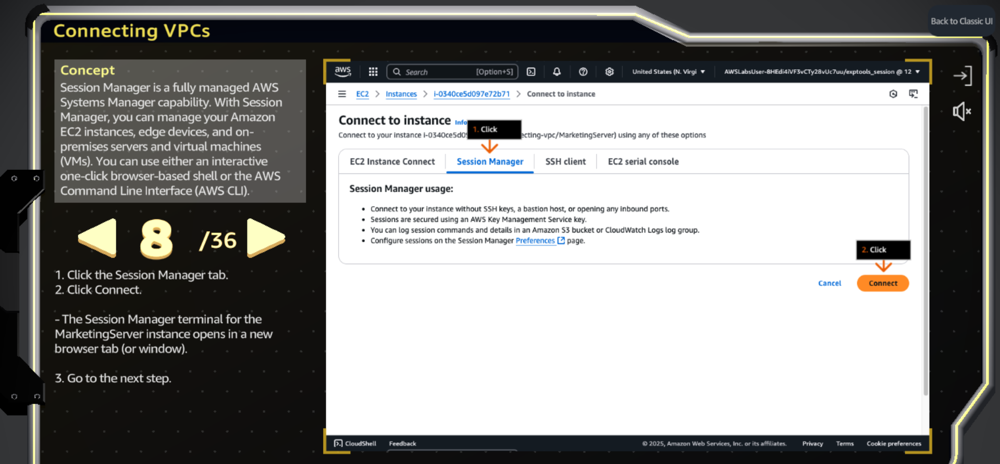 Back to Classic UI
Connecting VPCs
Concept
Session Manager is a fully managed AWS
Systems Manager capability. With Session
Manager, you can manage your Amazon
EC2 instances, edge devices, and on-
premises servers and virtual machines
(VMs). You can use either an interactive
one-click browser-based shell or the AWS
Command Line Interface (AWS CLI).
8 /36
1. Click the Session Manager tab.
2. Click Connect.
- The Session Manager terminal for the
MarketingServer instance opens in a new
browser tab (or window).
3. Go to the next step.
aws Search [Option+S] United States (N. Virgi AWSLabsUser-8HEdi4iVF3vCTy28vUc7uu/exptools_session @ 12
EC2 > Instances > i-0340ce5d097e72b71 > Connect to instance
Connect to instance Info
1. Click
Connect to your instance i-0340ce5d0 ecting-vpc/MarketingServer) using any of these options
EC2 Instance Connect Session Manager SSH client EC2 serial console
Session Manager usage:
• Connect to your instance without SSH keys, a bastion host, or opening any inbound ports.
• Sessions are secured using an AWS Key Management Service key.
• You can log session commands and details in an Amazon S3 bucket or CloudWatch Logs log group.
• Configure sessions on the Session Manager Preferences page.
2. Click
Cancel Connect
CloudShell Feedback © 2025, Amazon Web Services, Inc. or its affiliates. Privacy Terms Cookie preferences